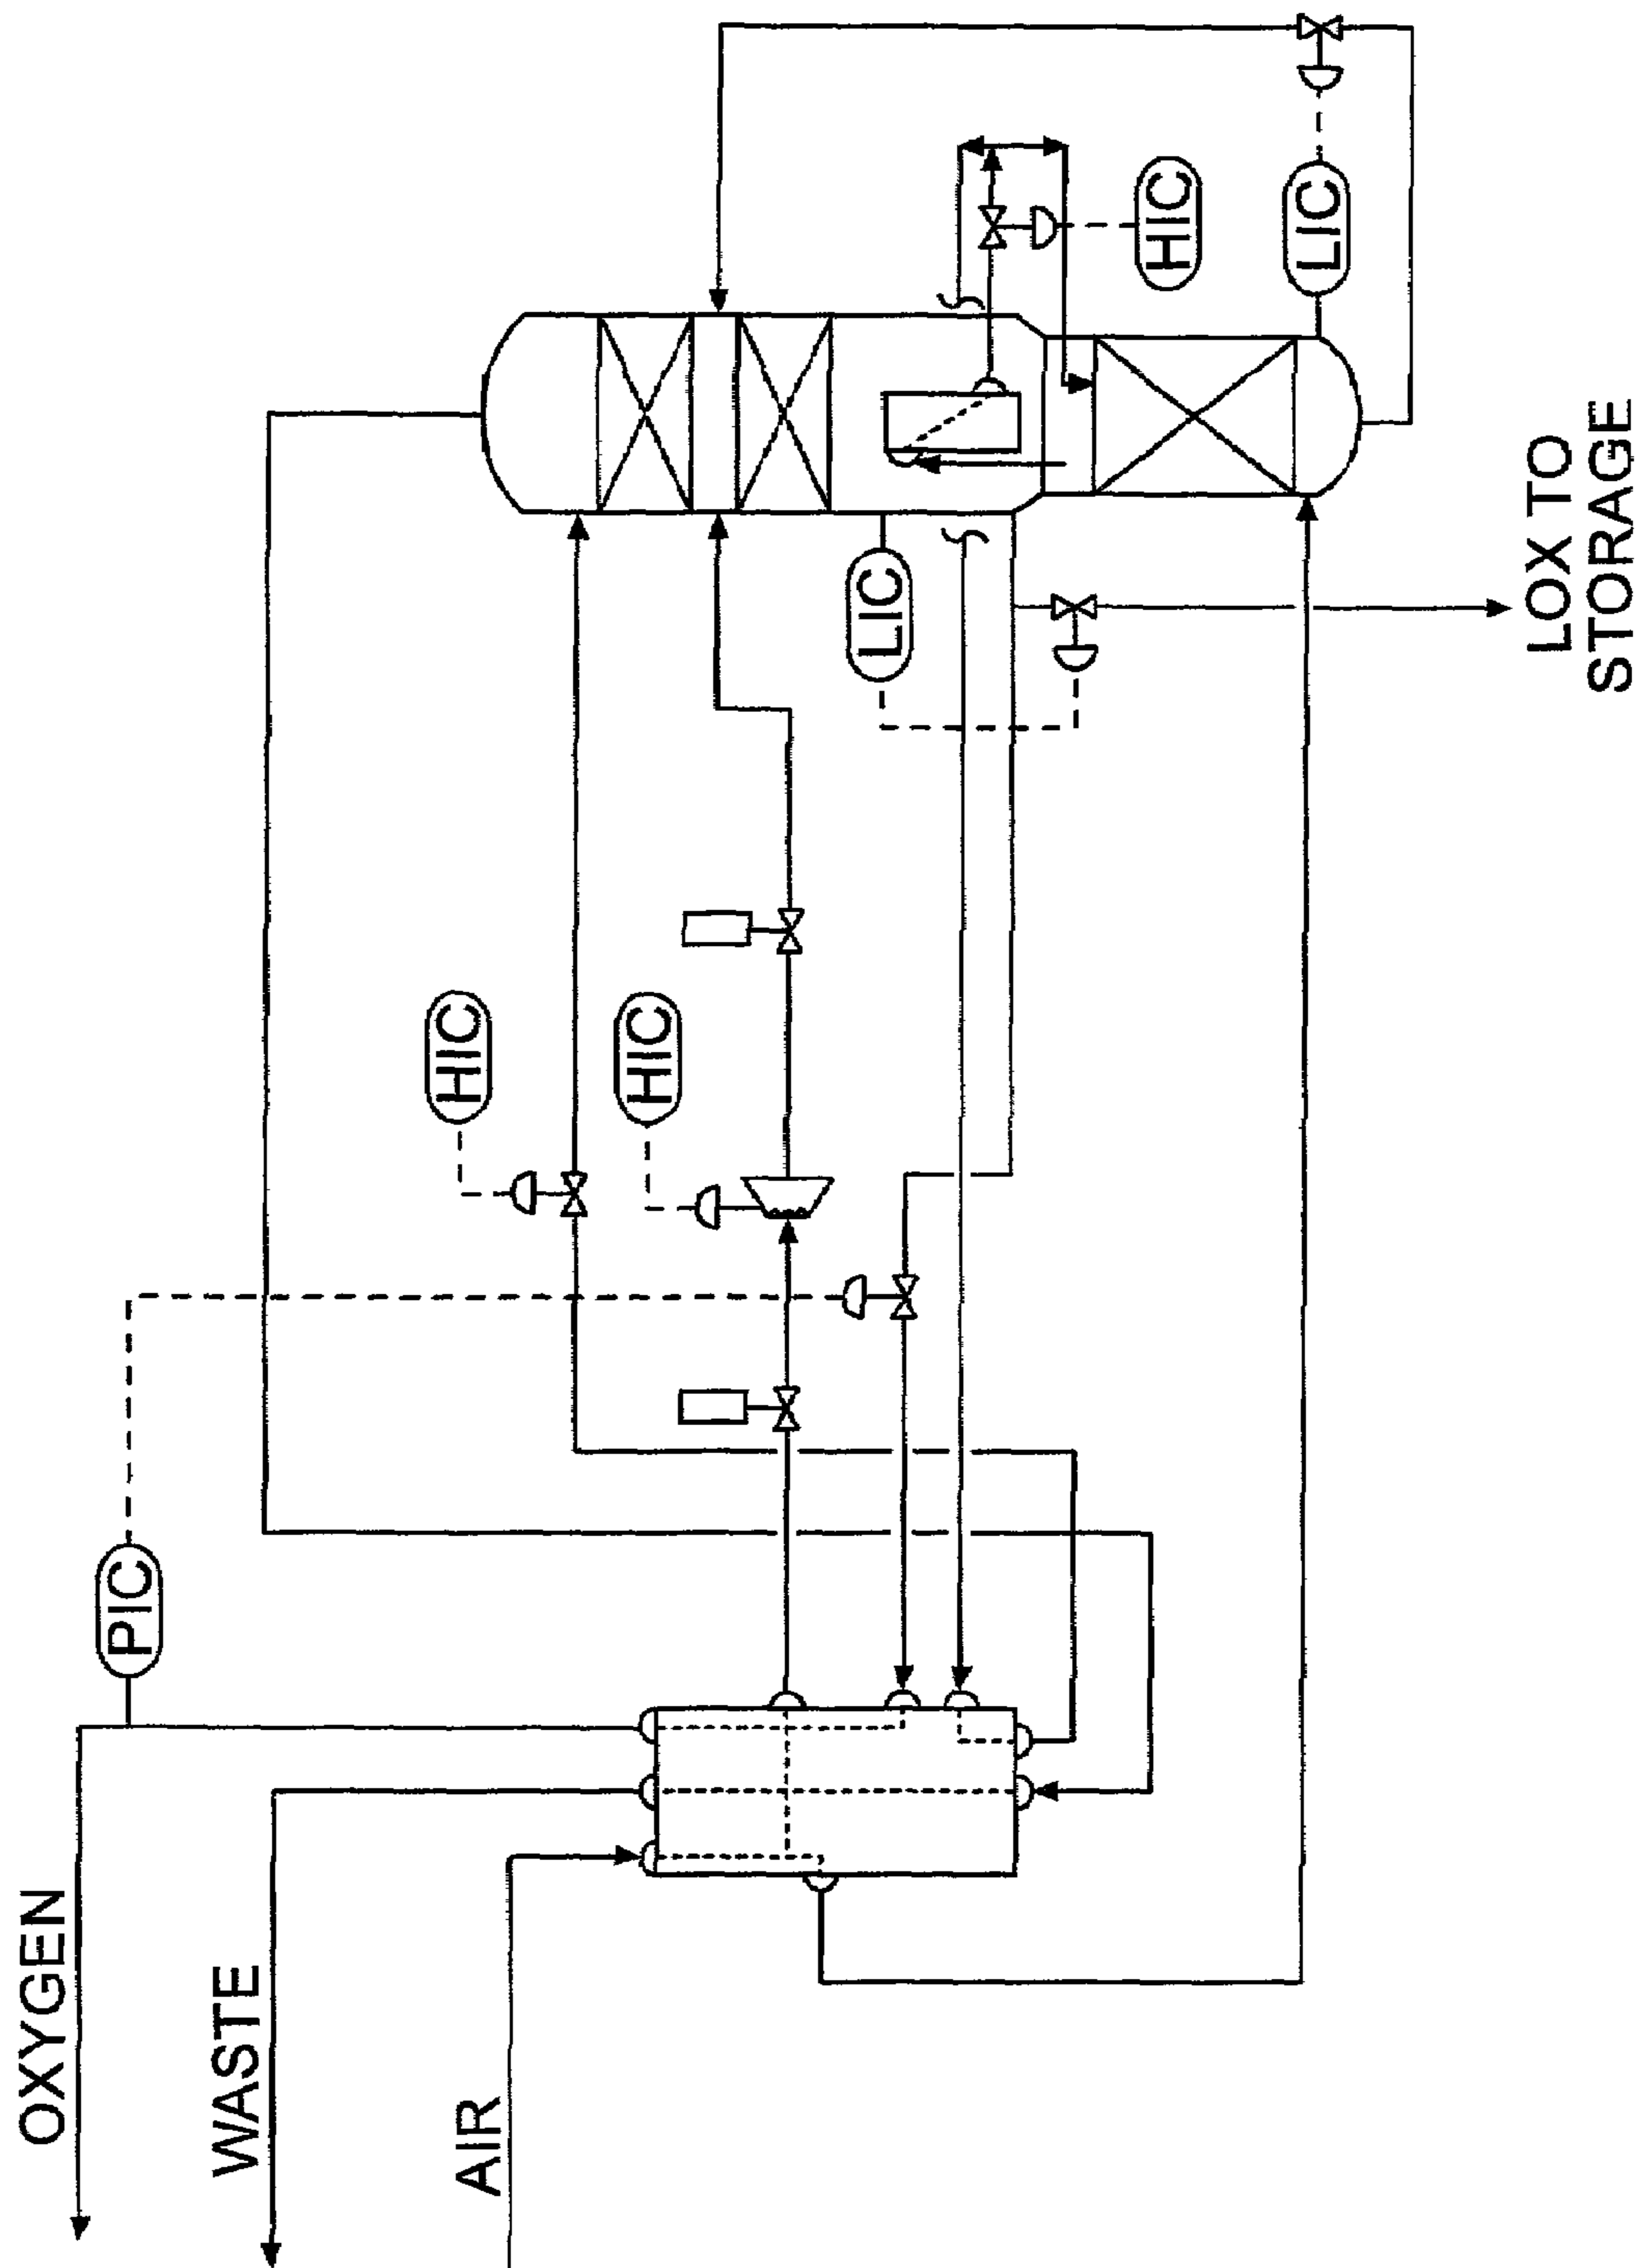 OXYGEN
WASTE
AIR
PIC
HIC
HIC
LIC
HIC
LIC
LOX TO
STORAGE